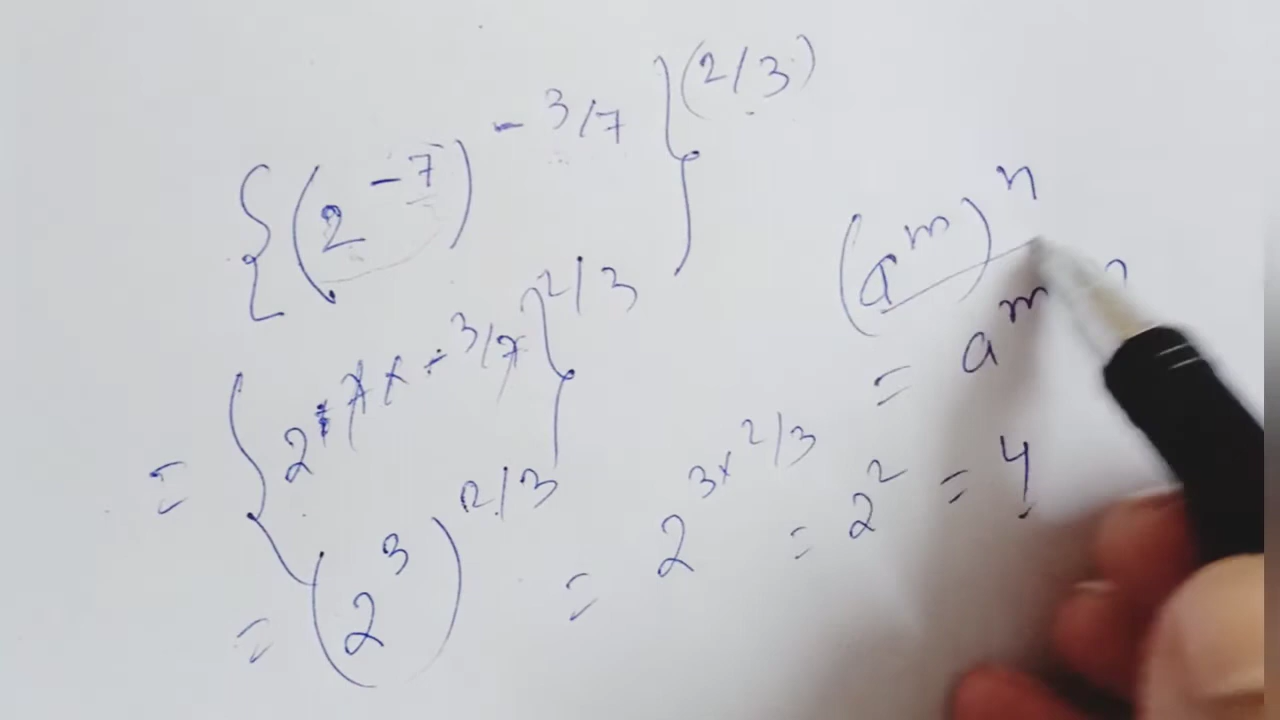 {(2^-7)^-3/7}^(2/3)
= {2^-7×-3/7}^2/3
= (2^3)^2/3 = 2^3×2/3 = 2^2 = 4
(a^m)^n
= a^m